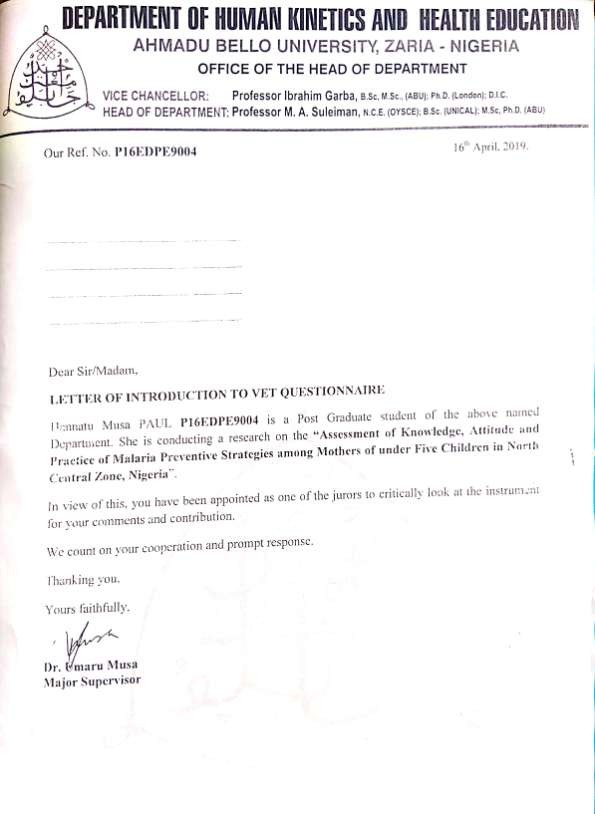 DEPARTMENT OF HUMAN KINETICS AND HEALTH EDUCATION
AHMADU BELLO UNIVERSITY, ZARIA - NIGERIA
OFFICE OF THE HEAD OF DEPARTMENT
VICE CHANCELLOR: Professor Ibrahim Garba, B.Sc, M.Sc., (ABU); Ph.D. (London); D.I.C.
HEAD OF DEPARTMENT: Professor M. A. Suleiman, N.C.E. (OYSCE); B.Sc. (UNICAL); M.Sc, Ph.D. (ABU)
Our Ref. No. P16EDPE9004
16th April, 2019.
Dear Sir/Madam,
LETTER OF INTRODUCTION TO VET QUESTIONNAIRE
Musa PAUL P16EDPE9004 is a Post Graduate student of the above named
Department. She is conducting a research on the “Assessment of Knowledge, Attitude and
Practice of Malaria Preventive Strategies among Mothers of under Five Children in North
Central Zone, Nigeria”.
In view of this, you have been appointed as one of the jurors to critically look at the instrument
for your comments and contribution.
We count on your cooperation and prompt response.
Thanking you.
Yours faithfully,
Dr. Umaru Musa
Major Supervisor